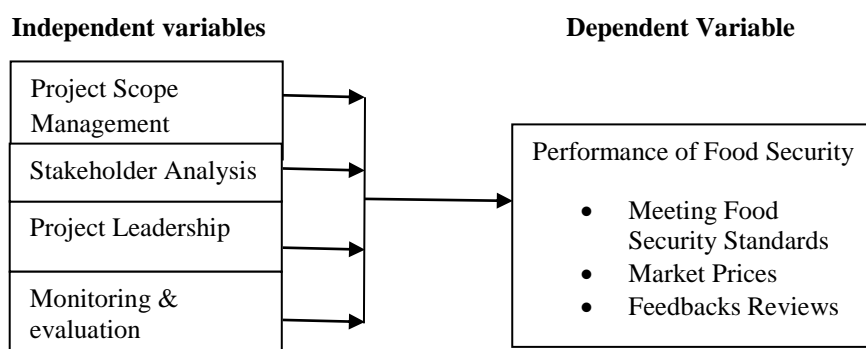 Independent variables
Dependent Variable
Project Scope
Management
Stakeholder Analysis
Project Leadership
Monitoring &
evaluation
Performance of Food Security
• Meeting Food
Security Standards
• Market Prices
• Feedbacks Reviews